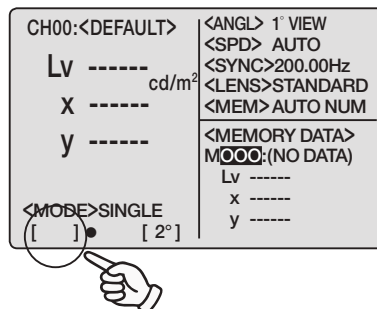 CH00:<DEFAULT>
Lv ------
cd/m²
x ------
y ------
<MODE>SINGLE
[ ]● [ 2°]
<ANGL> 1° VIEW
<SPD> AUTO
<SYNC>200.00Hz
<LENS>STANDARD
<MEM> AUTO NUM
<MEMORY DATA>
MOOO:(NO DATA)
Lv ------
x ------
y ------